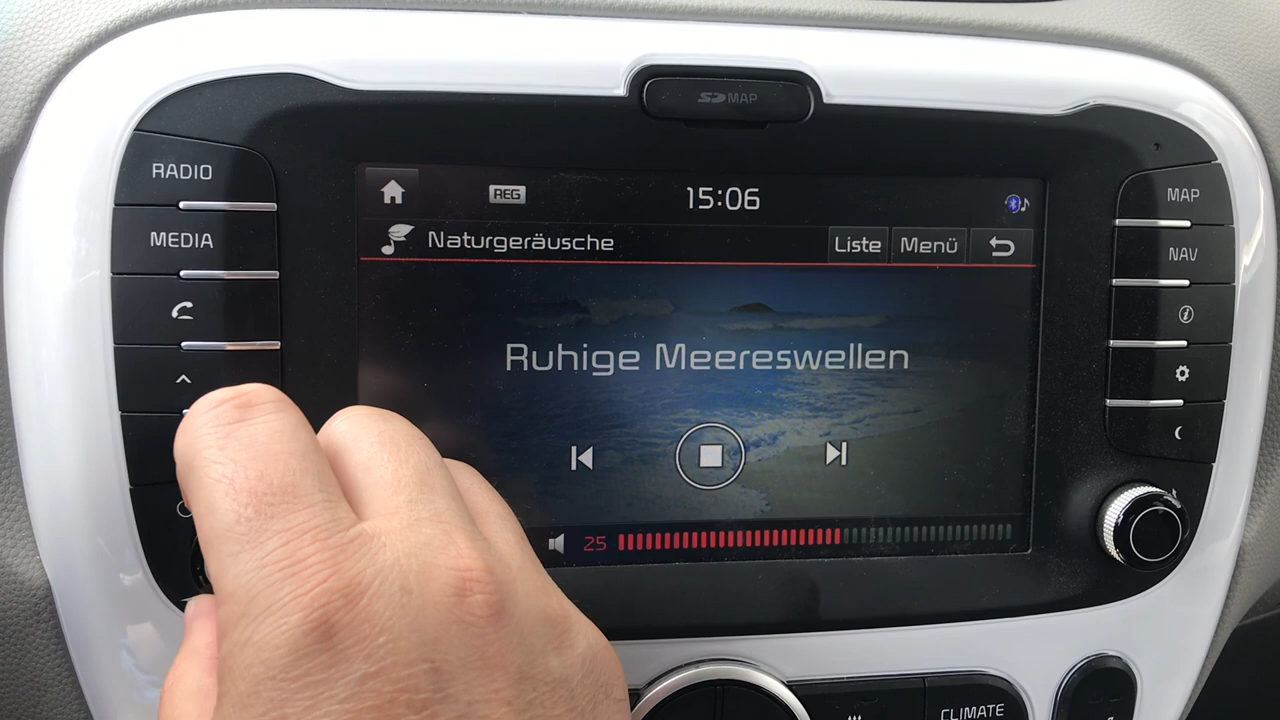 SD MAP
RADIO
MEDIA
REG
15:06
Naturgeräusche
Liste
Menü
Ruhige Meereswellen
25
MAP
NAV
CLIMATE